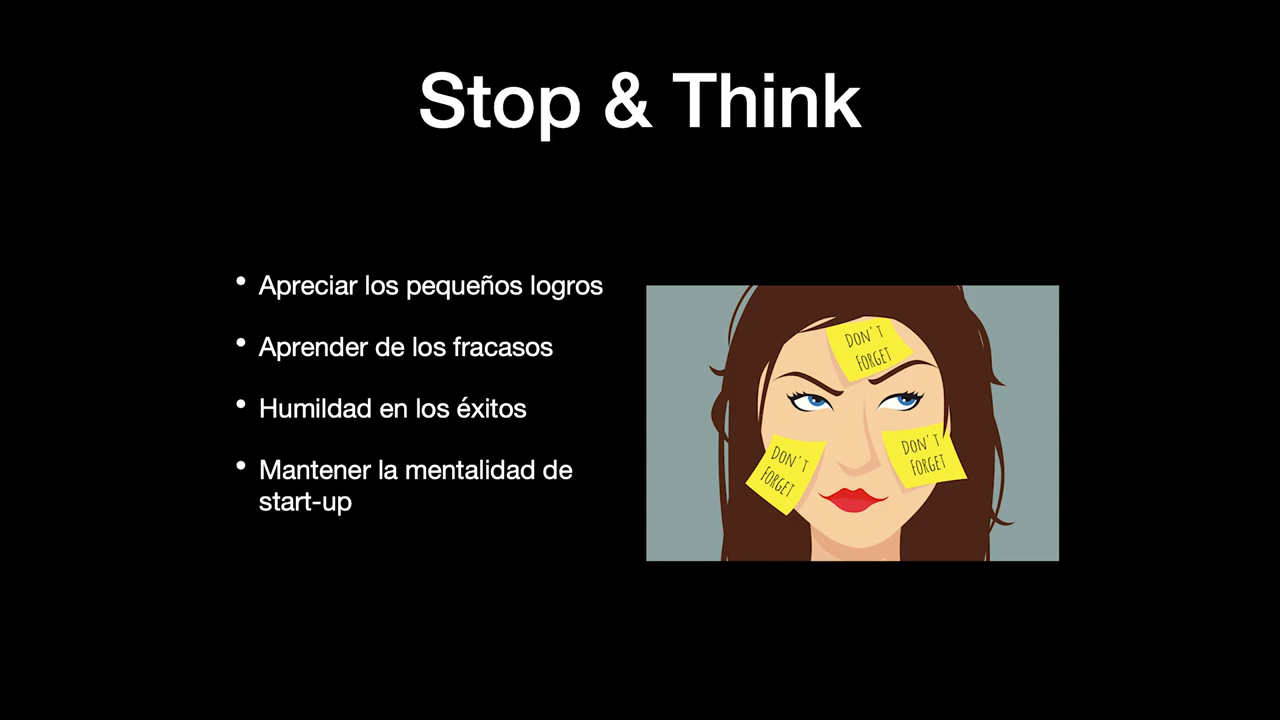 Stop & Think
• Apreciar los pequeños logros
• Aprender de los fracasos
• Humildad en los éxitos
• Mantener la mentalidad de
start-up
DON'T
FORGET
DON'T
FORGET
DON'T
FORGET